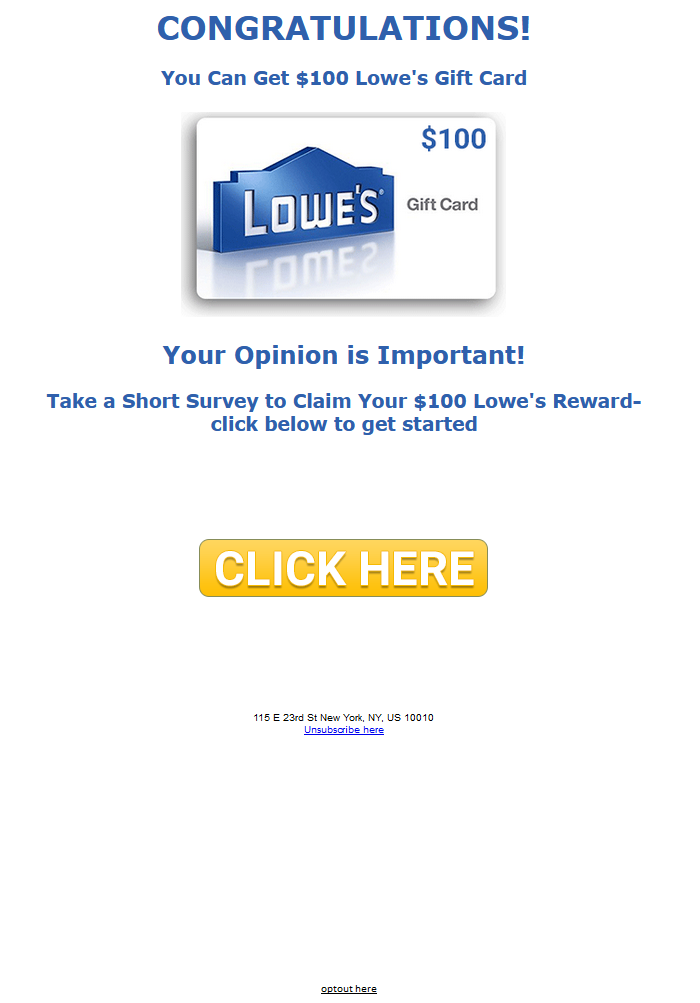 CONGRATULATIONS!
You Can Get $100 Lowe's Gift Card
$100
LOWE'S®
Gift Card
Your Opinion is Important!
Take a Short Survey to Claim Your $100 Lowe's Reward-
click below to get started
CLICK HERE
115 E 23rd St New York, NY, US 10010
Unsubscribe here
optout here